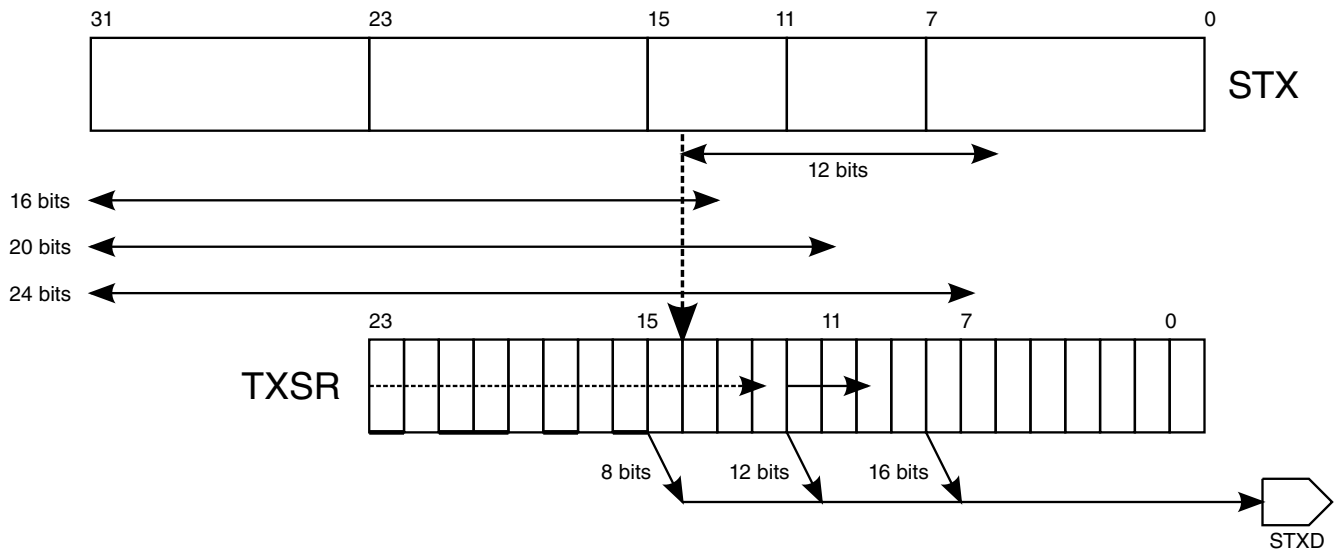 31 23 15 11 7 0
STX
12 bits
16 bits
20 bits
24 bits
23 15 11 7 0
TXSR
8 bits 12 bits 16 bits
STXD